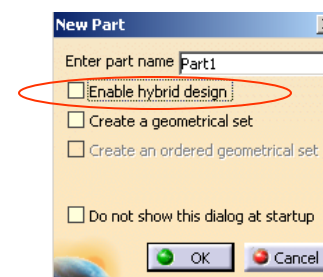 New Part
Enter part name Part1
Enable hybrid design
Create a geometrical set
Create an ordered geometrical set
Do not show this dialog at startup
OK Cancel